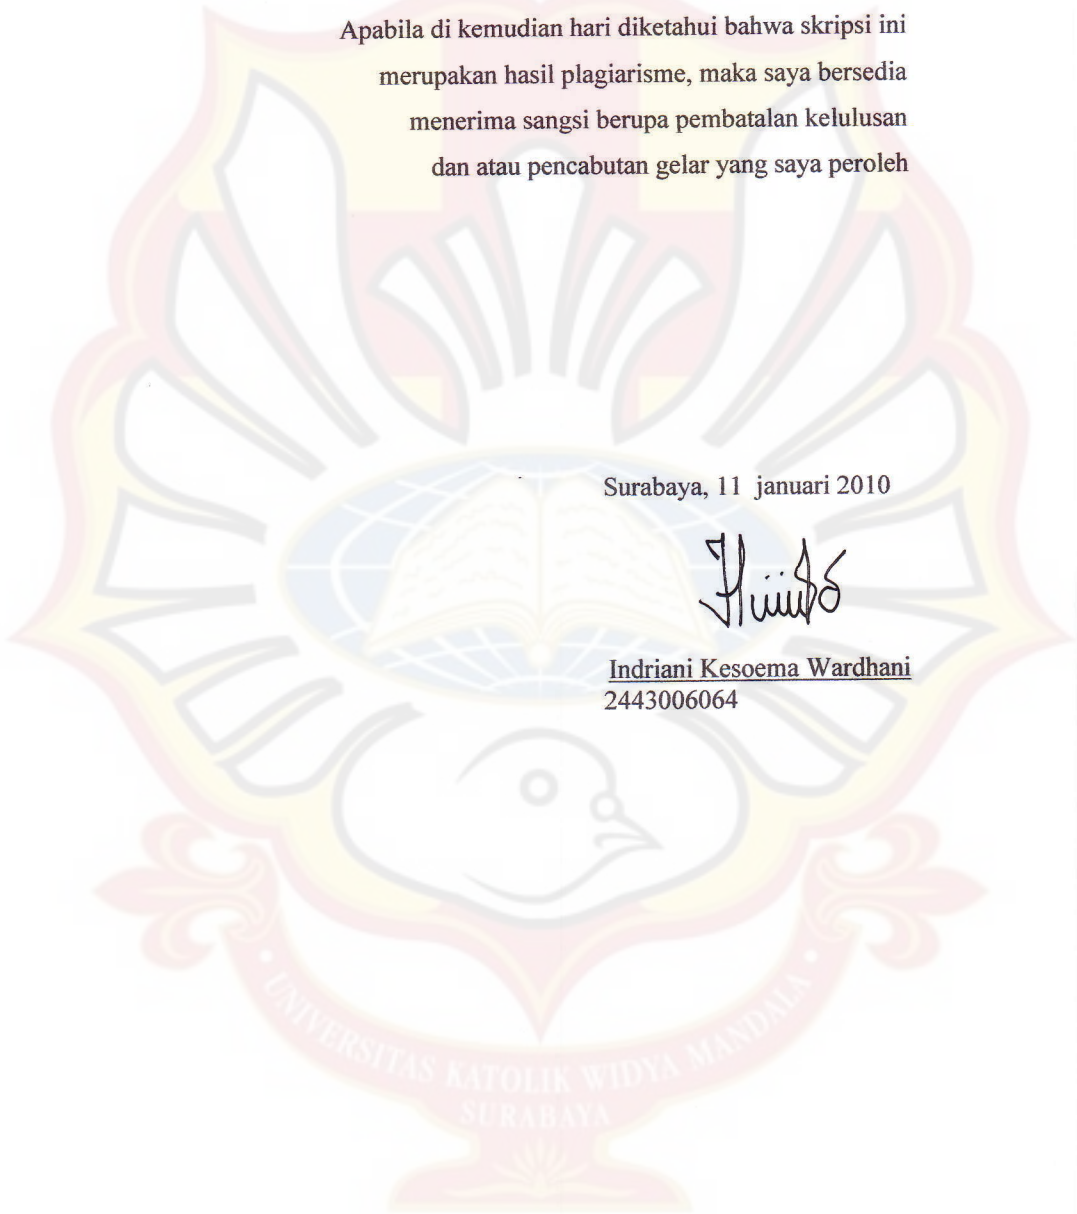 Apabila di kemudian hari diketahui bahwa skripsi ini
merupakan hasil plagiarisme, maka saya bersedia
menerima sangsi berupa pembatalan kelulusan
dan atau pencabutan gelar yang saya peroleh
Surabaya, 11 januari 2010
Indriani Kesoema Wardhani
2443006064
• UNIVERSITAS KATOLIK WIDYA MANDALA •
SURABAYA